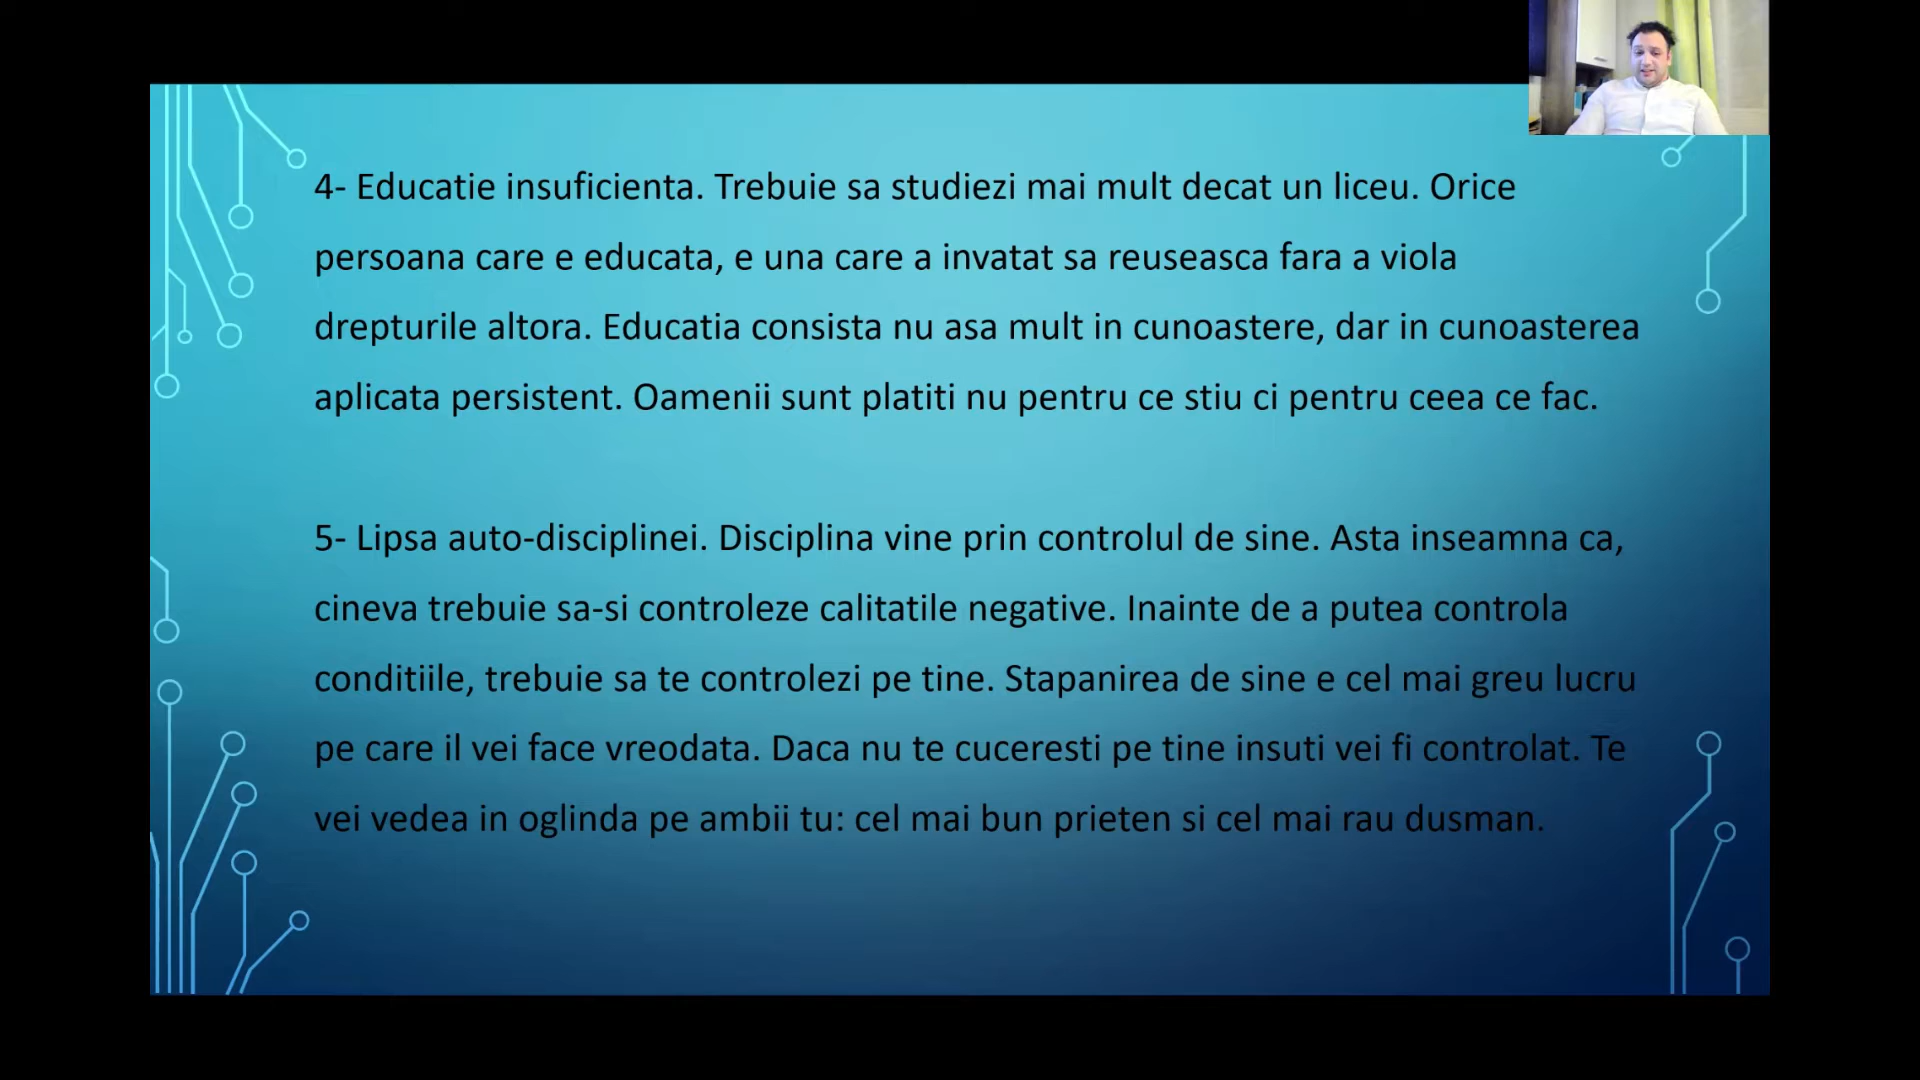 4- Educatie insuficienta. Trebuie sa studiezi mai mult decat un liceu. Orice
persoana care e educata, e una care a invatat sa reuseasca fara a viola
drepturile altora. Educatia consista nu asa mult in cunoastere, dar in cunoasterea
aplicata persistent. Oamenii sunt platiti nu pentru ce stiu ci pentru ceea ce fac.
5- Lipsa auto-disciplinei. Disciplina vine prin controlul de sine. Asta inseamna ca,
cineva trebuie sa-si controleze calitatile negative. Inainte de a putea controla
conditiile, trebuie sa te controlezi pe tine. Stapanirea de sine e cel mai greu lucru
pe care il vei face vreodata. Daca nu te cuceresti pe tine insuti vei fi controlat. Te
vei vedea in oglinda pe ambii tu: cel mai bun prieten si cel mai rau dusman.